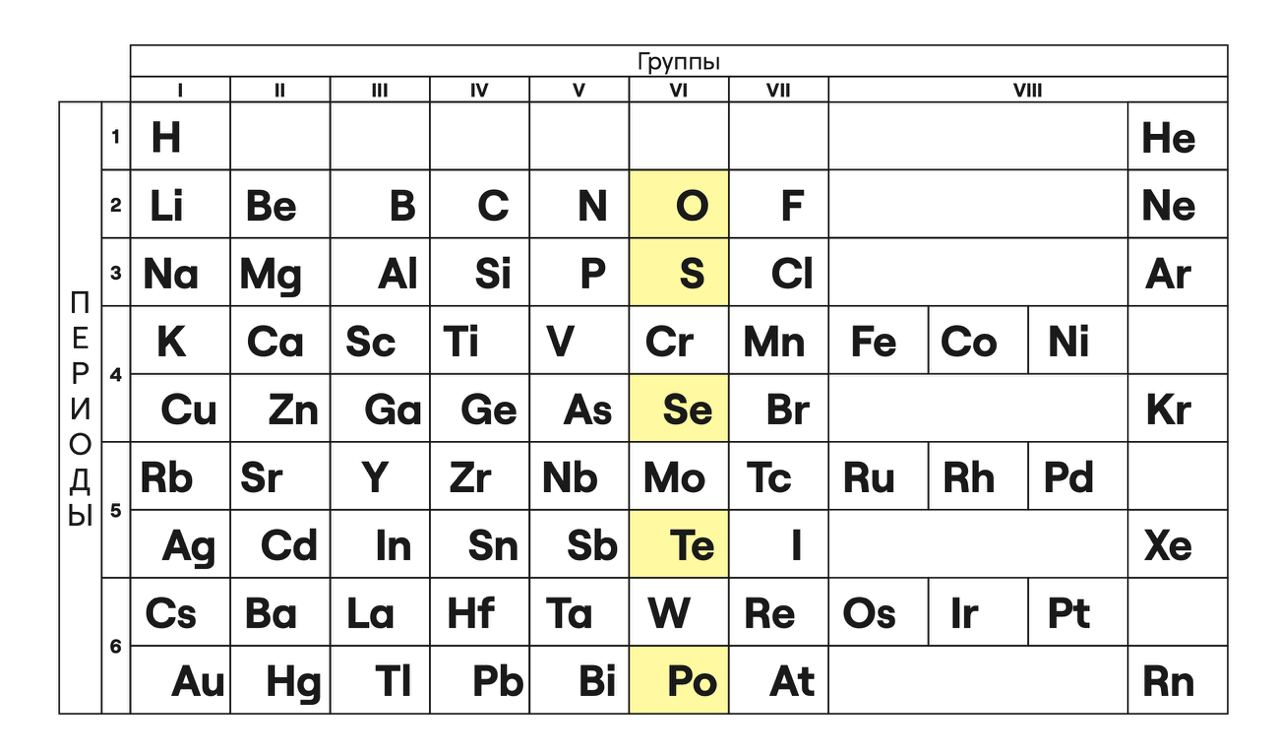 Группы
I II III IV V VI VII VIII
ПЕРИОДЫ
1 H He
2 Li Be B C N O F Ne
3 Na Mg Al Si P S Cl Ar
4 K Ca Sc Ti V Cr Mn Fe Co Ni
Cu Zn Ga Ge As Se Br Kr
5 Rb Sr Y Zr Nb Mo Tc Ru Rh Pd
Ag Cd In Sn Sb Te I Xe
6 Cs Ba La Hf Ta W Re Os Ir Pt
Au Hg Tl Pb Bi Po At Rn